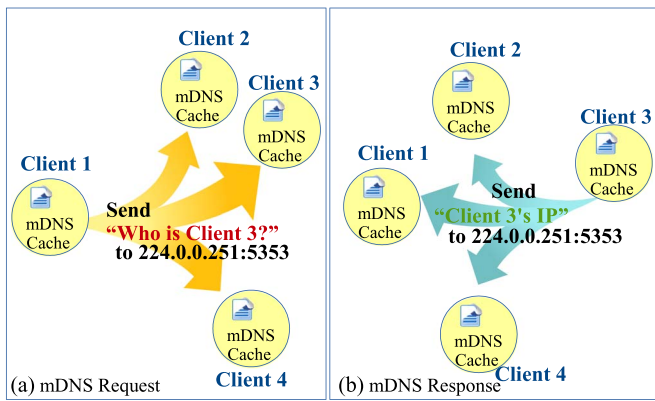 Client 2
mDNS
Cache
Client 3
mDNS
Cache
Client 1
mDNS
Cache
Send
“Who is Client 3?”
to 224.0.0.251:5353
mDNS
Cache
Client 4
(a) mDNS Request
Client 2
mDNS
Cache
Client 3
mDNS
Cache
Client 1
mDNS
Cache
Send
“Client 3's IP”
to 224.0.0.251:5353
mDNS
Cache
Client 4
(b) mDNS Response